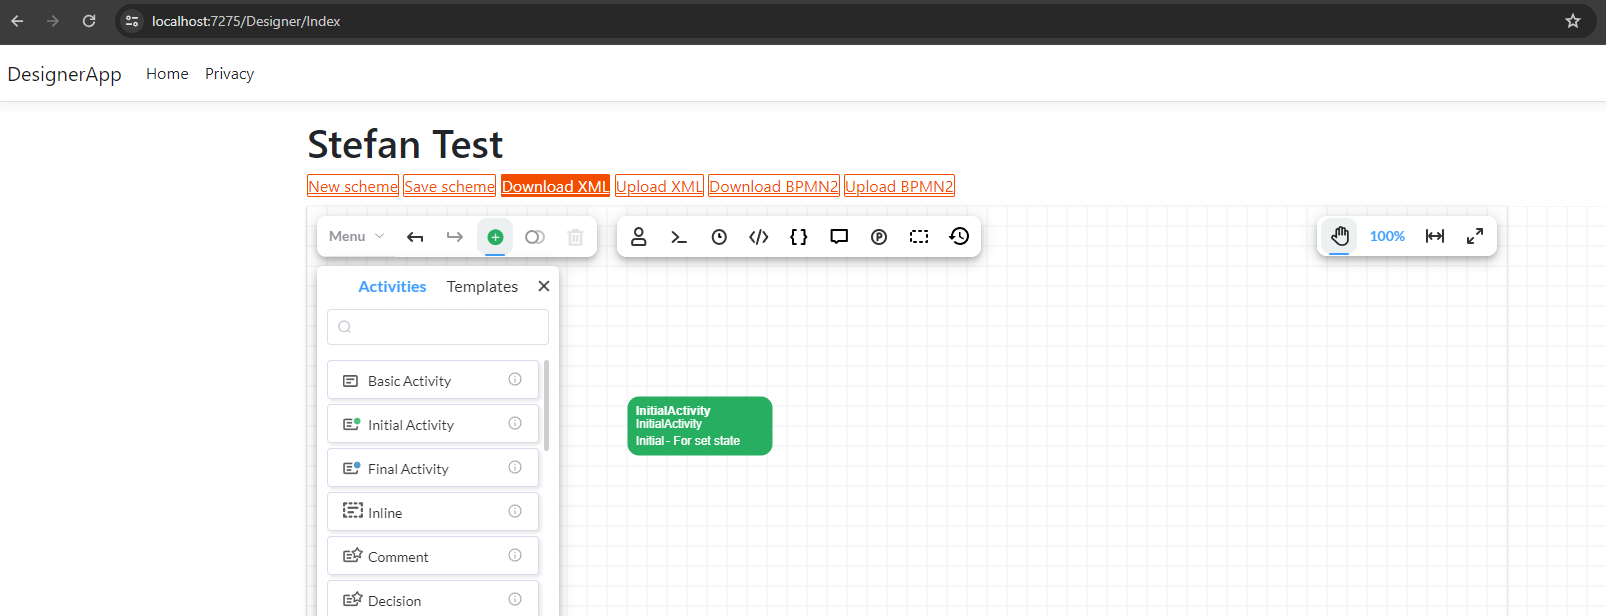 localhost:7275/Designer/Index
DesignerApp Home Privacy
Stefan Test
New scheme Save scheme Download XML Upload XML Download BPMN2 Upload BPMN2
Menu 100%
Activities Templates
Basic Activity
Initial Activity
Final Activity
Inline
Comment
Decision
InitialActivity
InitialActivity
Initial - For set state